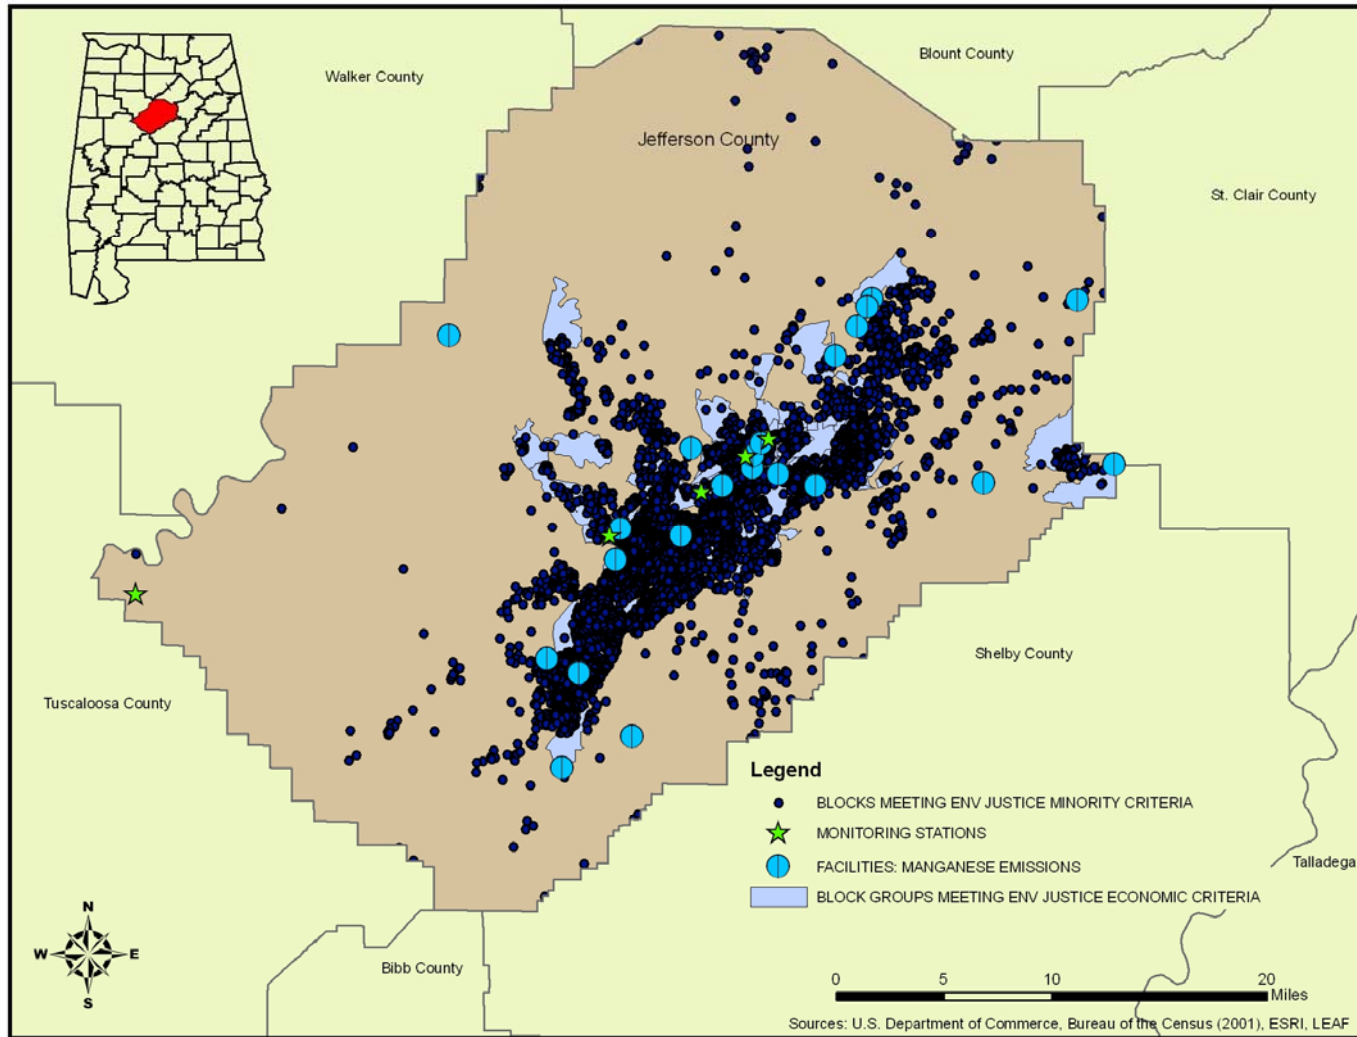 Walker County
Blount County
Jefferson County
St. Clair County
Shelby County
Tuscaloosa County
Legend
BLOCKS MEETING ENV JUSTICE MINORITY CRITERIA
MONITORING STATIONS
FACILITIES: MANGANESE EMISSIONS
BLOCK GROUPS MEETING ENV JUSTICE ECONOMIC CRITERIA
Talladega
N
W E
S
Bibb County
0 5 10 20
Miles
Sources: U.S. Department of Commerce, Bureau of the Census (2001), ESRI, LEAF